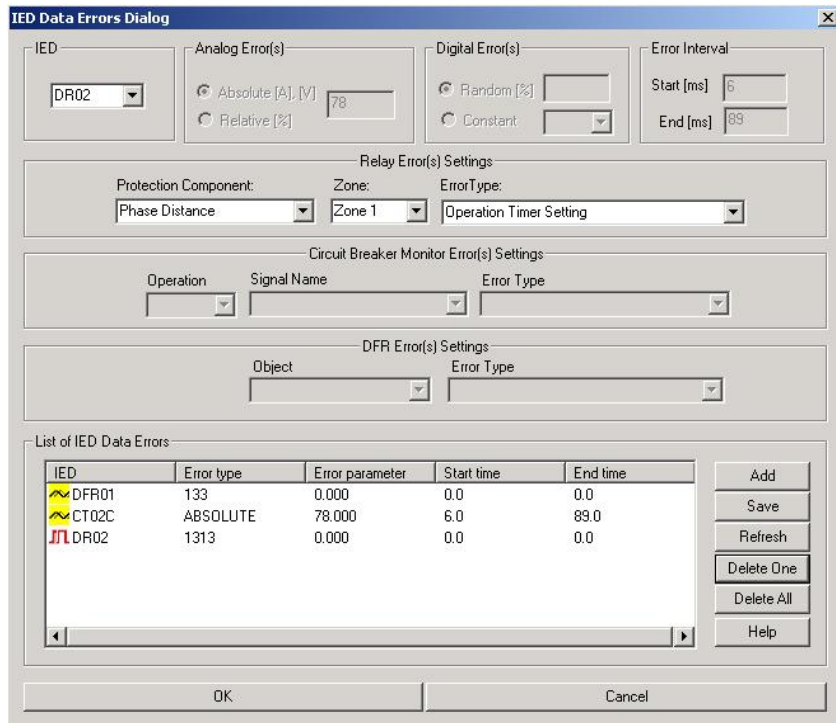 IED Data Errors Dialog
IED
DR02
Analog Error(s)
Absolute [A], [V]
Relative [%]
78
Digital Error(s)
Random [%]
Constant
Error Interval
Start [ms] 6
End [ms] 89
Relay Error(s) Settings
Protection Component: Zone: ErrorType:
Phase Distance Zone 1 Operation Timer Setting
Circuit Breaker Monitor Error(s) Settings
Operation Signal Name Error Type
DFR Error(s) Settings
Object Error Type
List of IED Data Errors
IED Error type Error parameter Start time End time
DFR01 133 0.000 0.0 0.0
CT02C ABSOLUTE 78.000 6.0 89.0
DR02 1313 0.000 0.0 0.0
Add
Save
Refresh
Delete One
Delete All
Help
OK Cancel